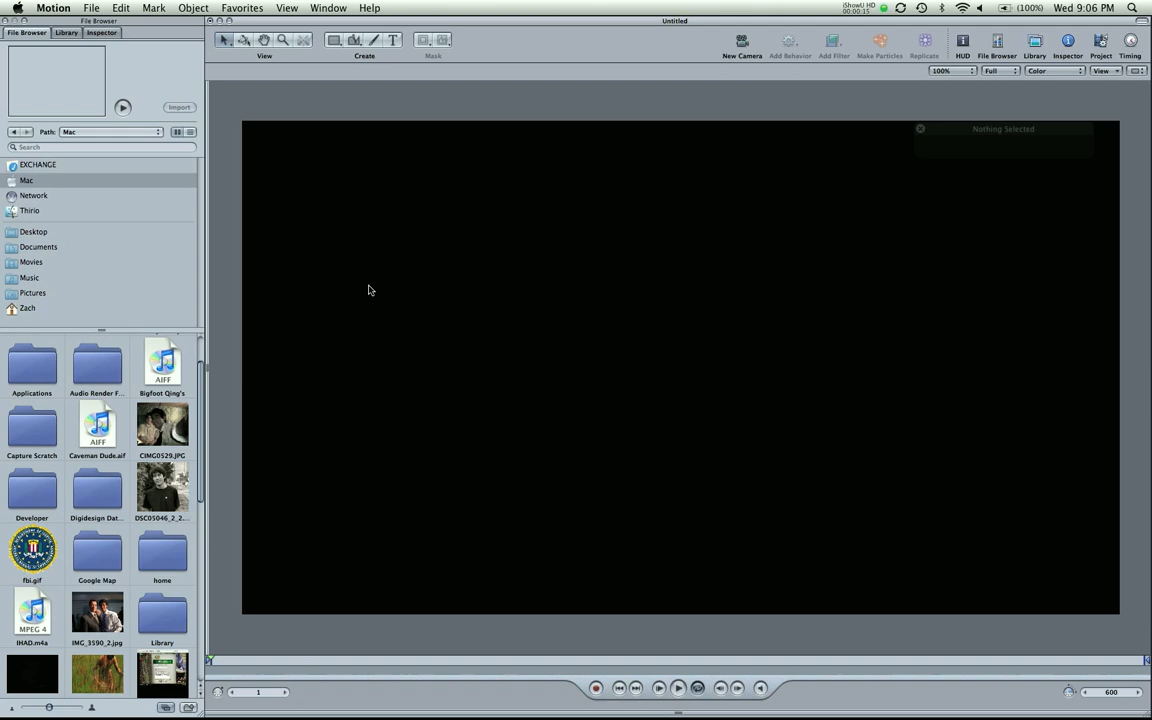 Motion File Edit Mark Object Favorites View Window Help iShowU HD 00:00:15 (100%) Wed 9:06 PM
File Browser Untitled
File Browser Library Inspector
View Create Mask New Camera Add Behavior Add Filter Make Particles Replicate HUD File Browser Library Inspector Project Timing
100% Full Color View
Import
Path: Mac
Search
Nothing Selected
EXCHANGE
Mac
Network
Thirio
Desktop
Documents
Movies
Music
Pictures
Zach
AIFF
Applications Audio Render F... Bigfoot Qing's
AIFF
Capture Scratch Caveman Dude.aif CIMG0529.JPG
Developer Digidesign Dat... DSC05046_2_2...
fbi.gif Google Map home
MPEG 4
IHAD.m4a IMG_3590_2.jpg Library
1 600